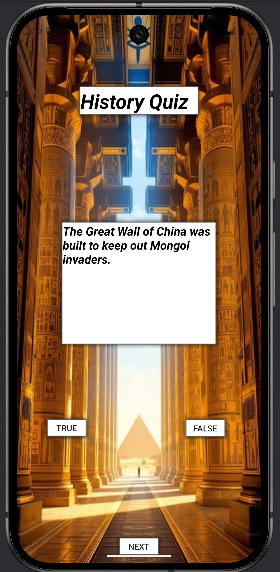 History Quiz
The Great Wall of China was
built to keep out Mongol
invaders.
TRUE
FALSE
NEXT